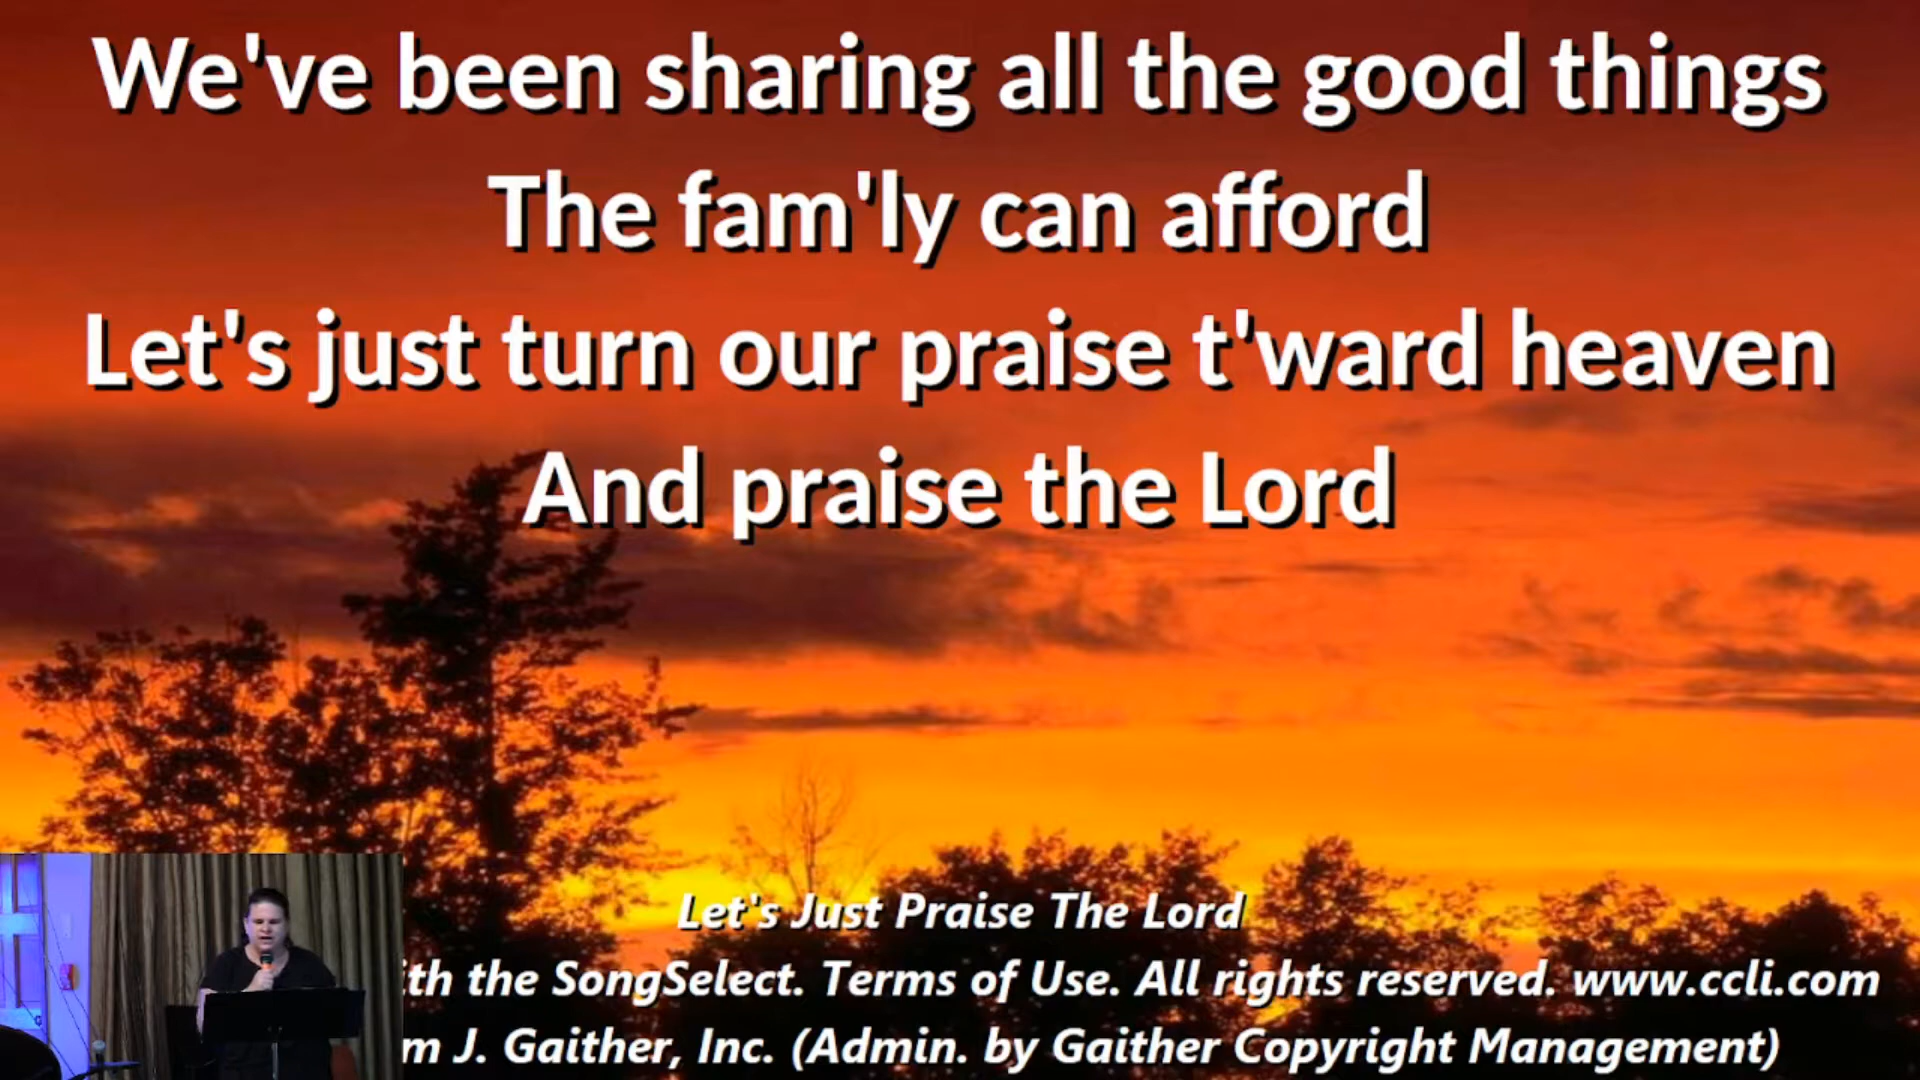 We've been sharing all the good things
The fam'ly can afford
Let's just turn our praise t'ward heaven
And praise the Lord
Let's Just Praise The Lord
the SongSelect. Terms of Use. All rights reserved. www.ccli.com
J. Gaither, Inc. (Admin. by Gaither Copyright Management)